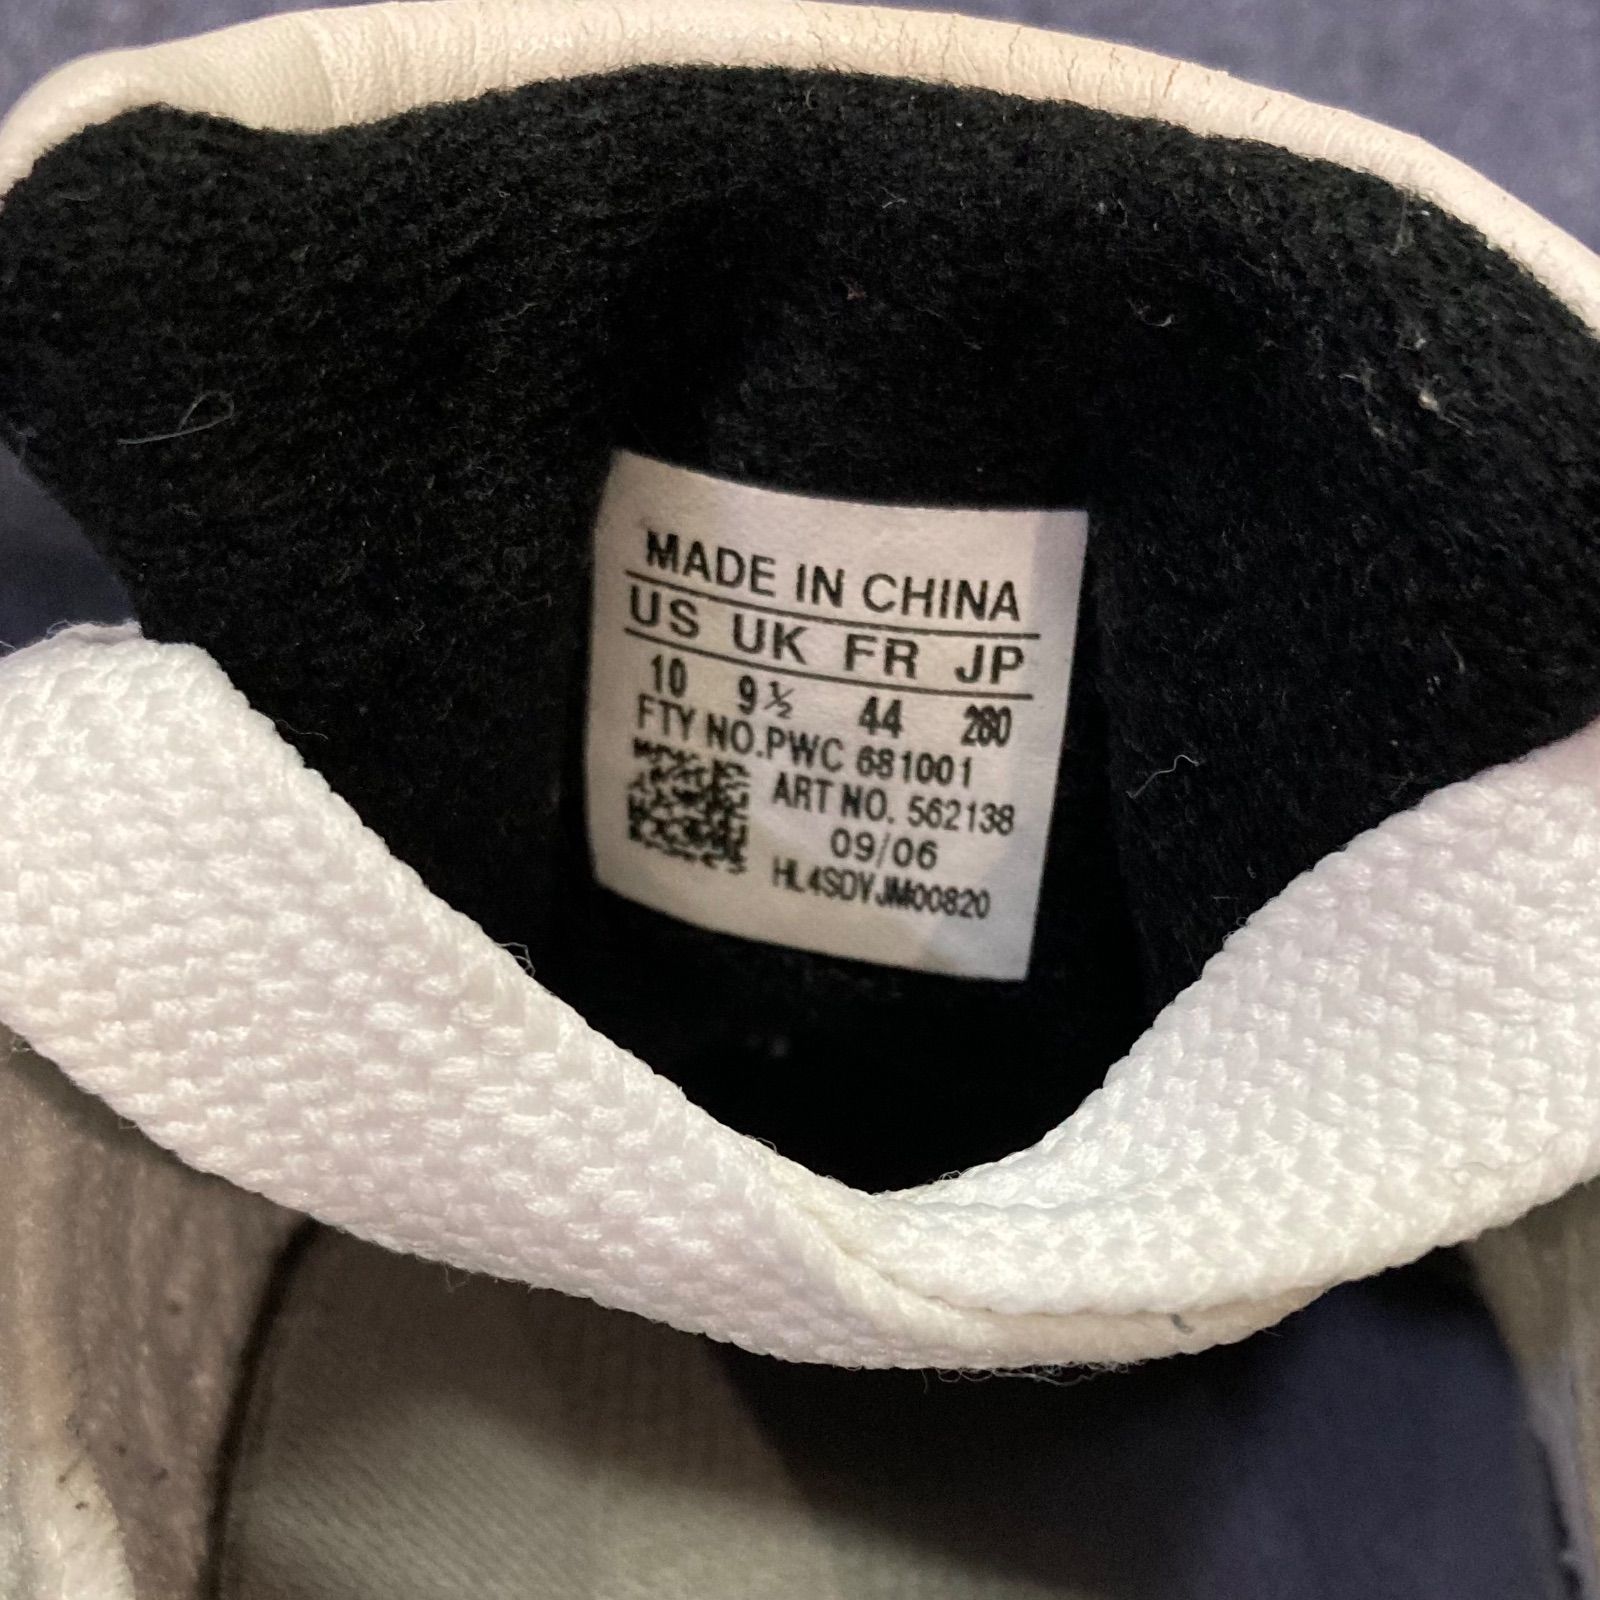 MADE IN CHINA
US UK FR JP
10 9½ 44 280
FTY NO.PWC 681001
ART NO. 562138
09/06
HL4SDYJM00820